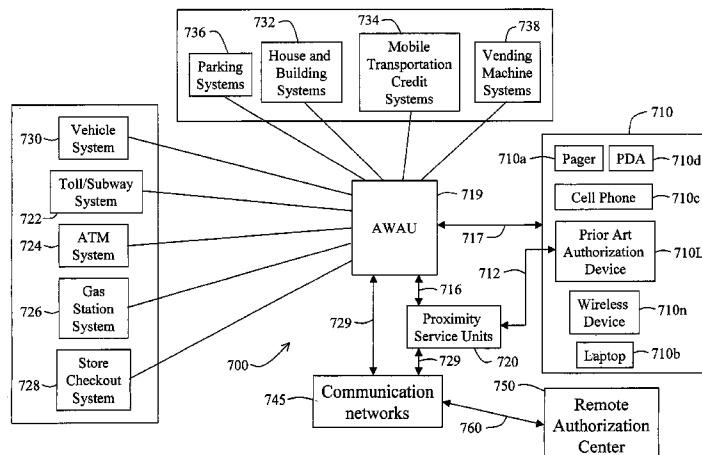 736
Parking
Systems
732
House and
Building
Systems
734
Mobile
Transportation
Credit
Systems
738
Vending
Machine
Systems
730
Vehicle
System
Toll/Subway
System
722
724
ATM
System
726
Gas
Station
System
728
Store
Checkout
System
719
AWAU
717
716
712
729
Proximity
Service Units
720
729
700
745
Communication
networks
760
750
Remote
Authorization
Center
710
710a
Pager
PDA
710d
Cell Phone
710c
Prior Art
Authorization
Device
710L
Wireless
Device
710n
Laptop
710b